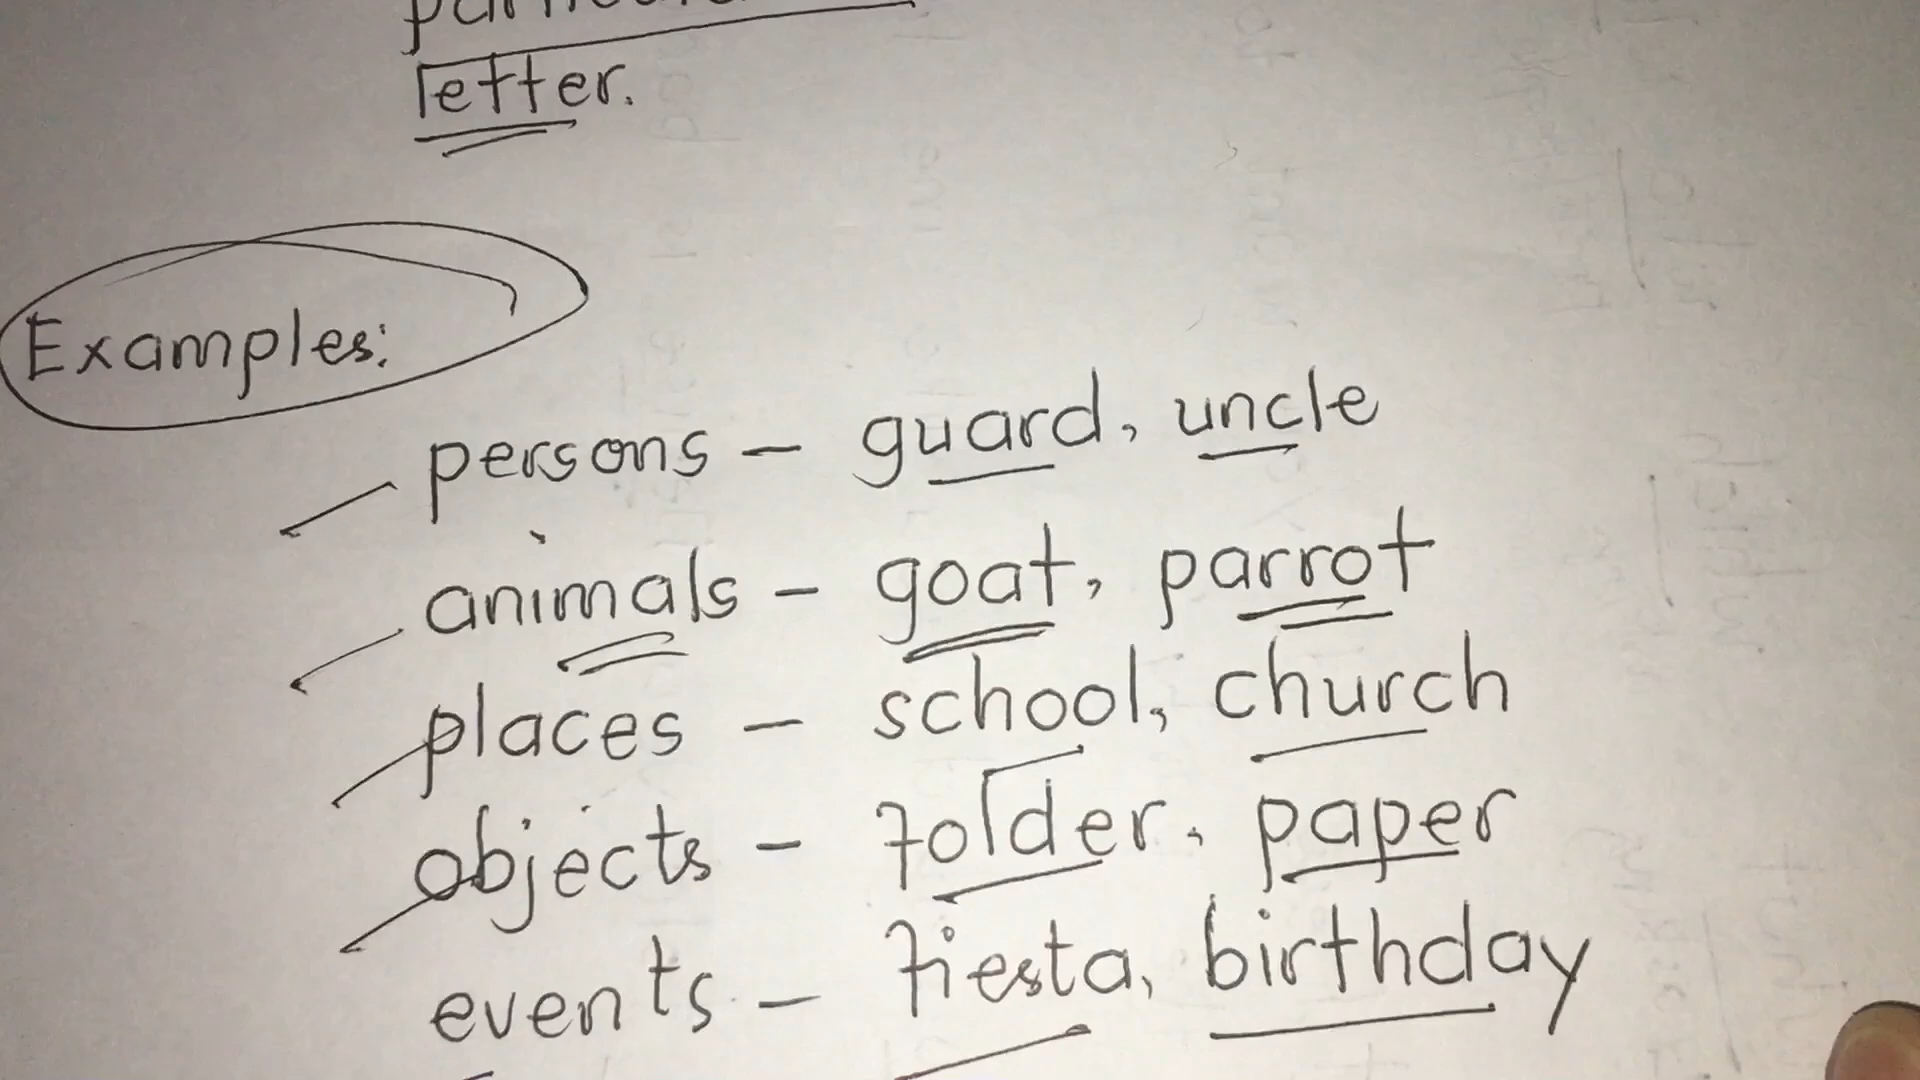 letter.
Examples:
persons - guard, uncle
animals - goat, parrot
places - school, church
objects - folder, paper
events - fiesta, birthday